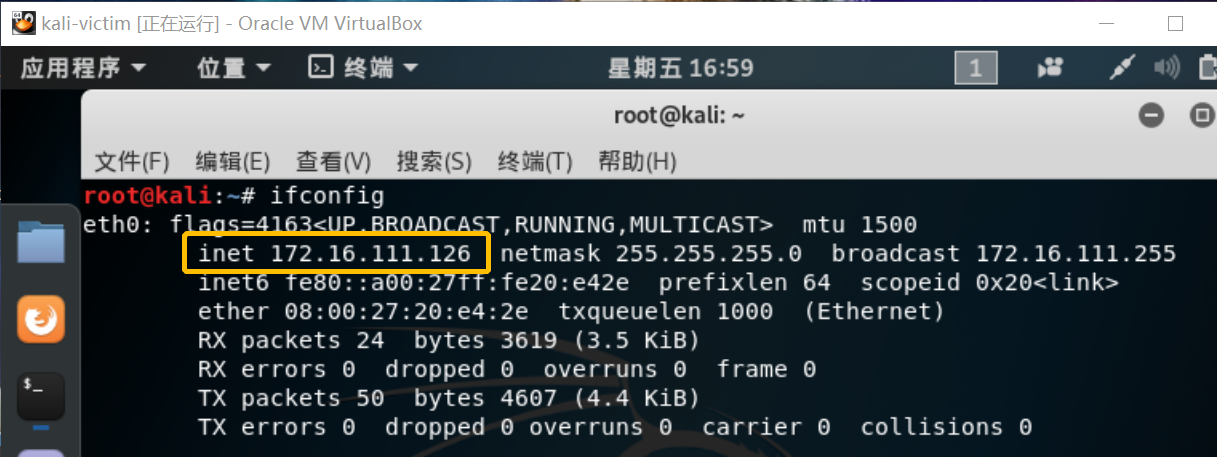 kali-victim [正在运行] - Oracle VM VirtualBox
应用程序 位置 终端 星期五 16:59 1
root@kali: ~
文件(F) 编辑(E) 查看(V) 搜索(S) 终端(T) 帮助(H)
root@kali:~# ifconfig
eth0: flags=4163<UP,BROADCAST,RUNNING,MULTICAST> mtu 1500
inet 172.16.111.126 netmask 255.255.255.0 broadcast 172.16.111.255
inet6 fe80::a00:27ff:fe20:e42e prefixlen 64 scopeid 0x20<link>
ether 08:00:27:20:e4:2e txqueuelen 1000 (Ethernet)
RX packets 24 bytes 3619 (3.5 KiB)
RX errors 0 dropped 0 overruns 0 frame 0
TX packets 50 bytes 4607 (4.4 KiB)
TX errors 0 dropped 0 overruns 0 carrier 0 collisions 0
$_